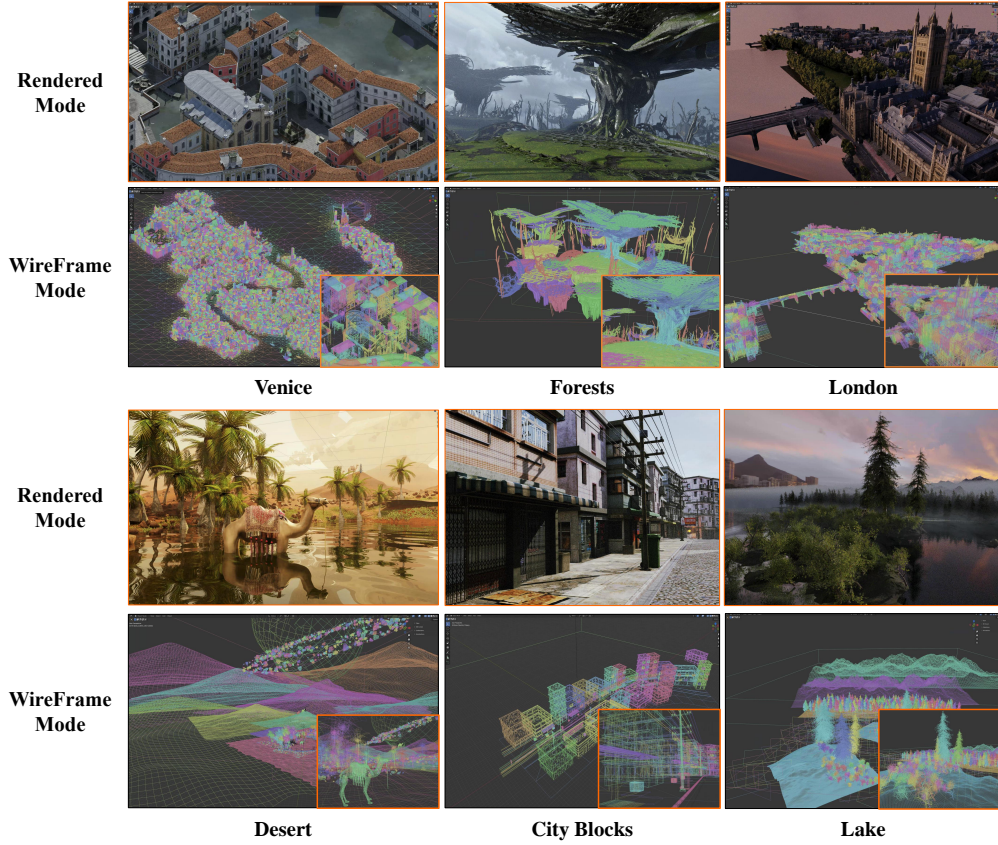 Rendered
Mode
WireFrame
Mode
Venice
Forests
London
Rendered
Mode
WireFrame
Mode
Desert
City Blocks
Lake